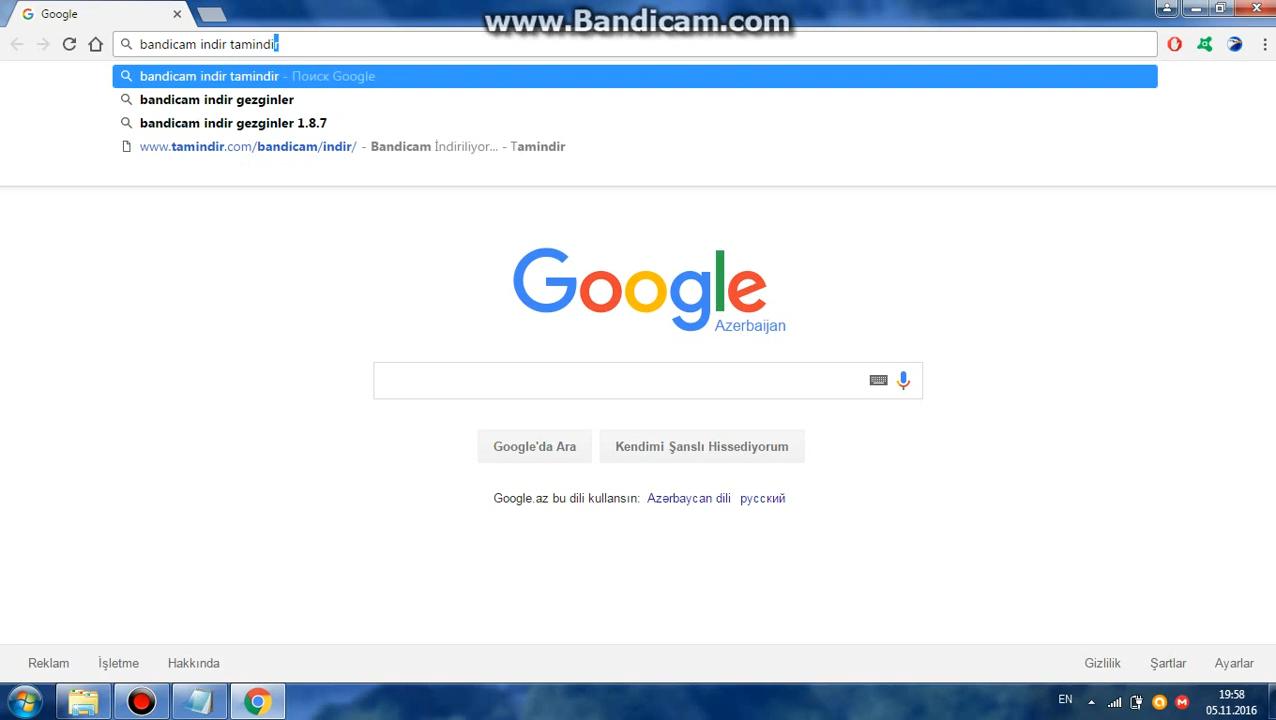 Google
www.Bandicam.com
bandicam indir tamindir
bandicam indir tamindir - Поиск Google
bandicam indir gezginler
bandicam indir gezginler 1.8.7
www.tamindir.com/bandicam/indir/ - Bandicam İndiriliyor... - Tamindir
Google
Azerbaijan
Google'da Ara
Kendimi Şanslı Hissediyorum
Google.az bu dili kullansın: Azərbaycan dili русский
Reklam
İşletme
Hakkında
Gizlilik
Şartlar
Ayarlar
EN
19:58
05.11.2016